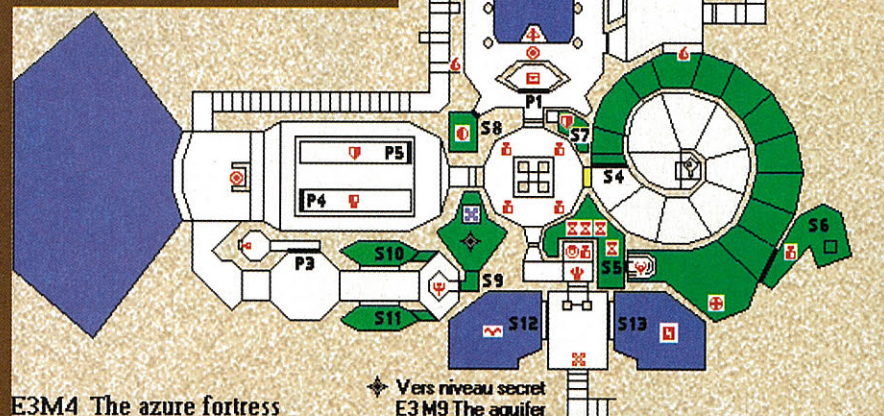 P1
S8
S7
P5
S4
P4
S6
S10
P3
S5
S9
S11
S12
S13
E3M4 The azure fortress
Vers niveau secret
E3M9 The aquifer